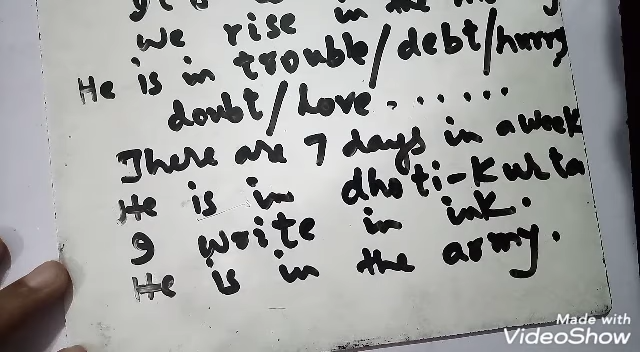 we rise in the
He is in trouble/debt/hurry
doubt/Love.......
There are 7 days in a week
He is in dhoti-Kurta
I write in ink.
He is in the army.
Made with
VideoShow